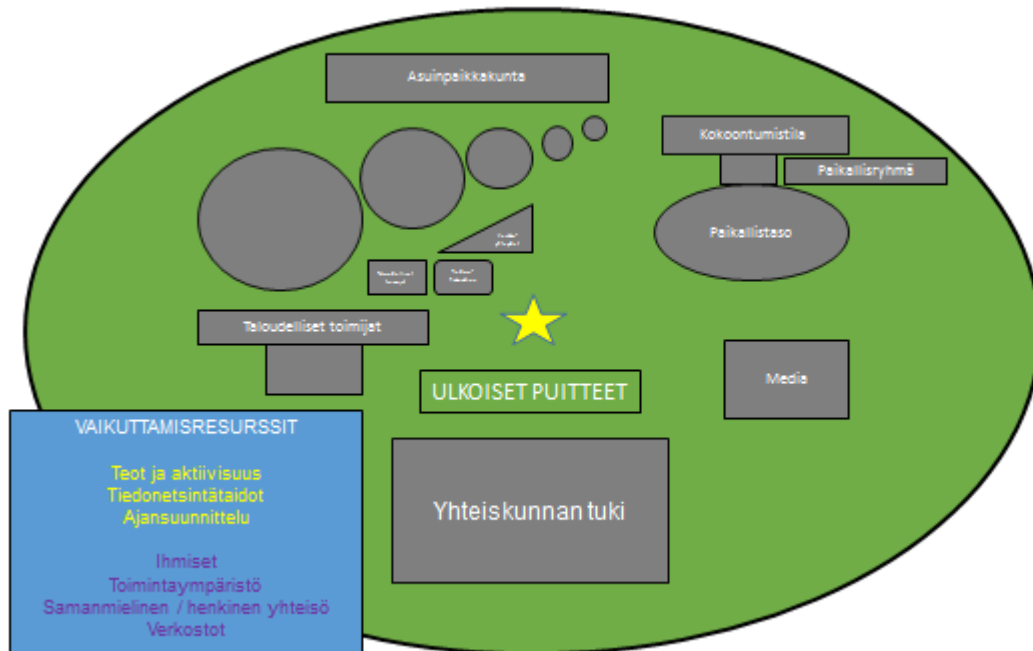 Asuinpaikkakunta
Kokoontumistila
Paikallisryhmä
Paikallistaso
Taloudelliset toimijat
ULKOISET PUITTEET
Media
Yhteiskunnan tuki
VAIKUTTAMISRESURSSIT
Teot ja aktiivisuus
Tiedonetsintätaidot
Ajansuunnittelu
Ihmiset
Toimintaympäristö
Samanmielinen / henkinen yhteisö
Verkostot